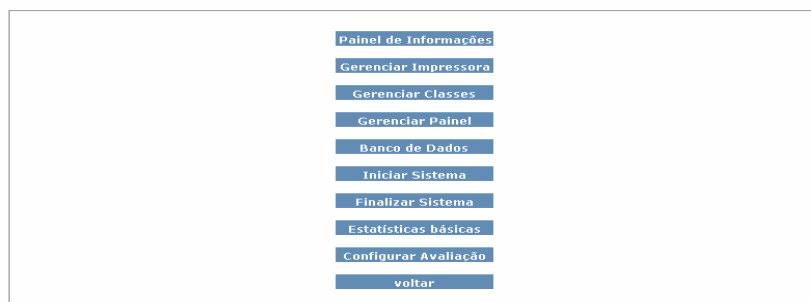 Painel de Informações
Gerenciar Impressora
Gerenciar Classes
Gerenciar Painel
Banco de Dados
Iniciar Sistema
Finalizar Sistema
Estatísticas básicas
Configurar Avaliação
voltar